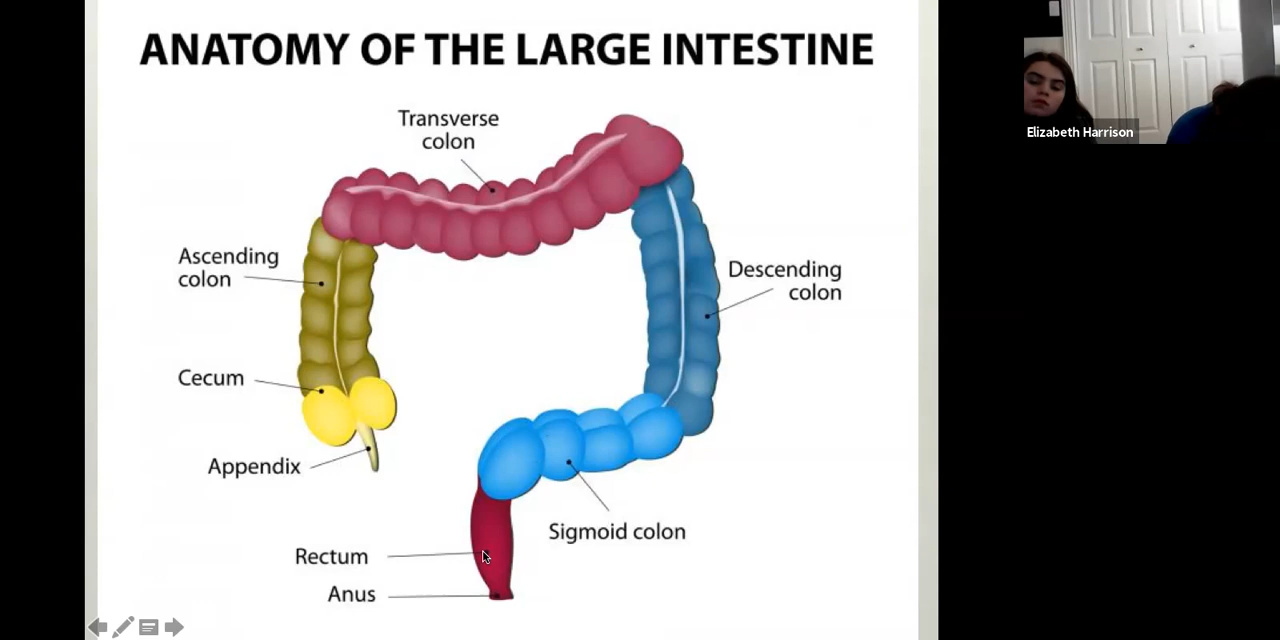 ANATOMY OF THE LARGE INTESTINE
Transverse
colon
Ascending
colon
Descending
colon
Cecum
Appendix
Sigmoid colon
Rectum
Anus
Elizabeth Harrison